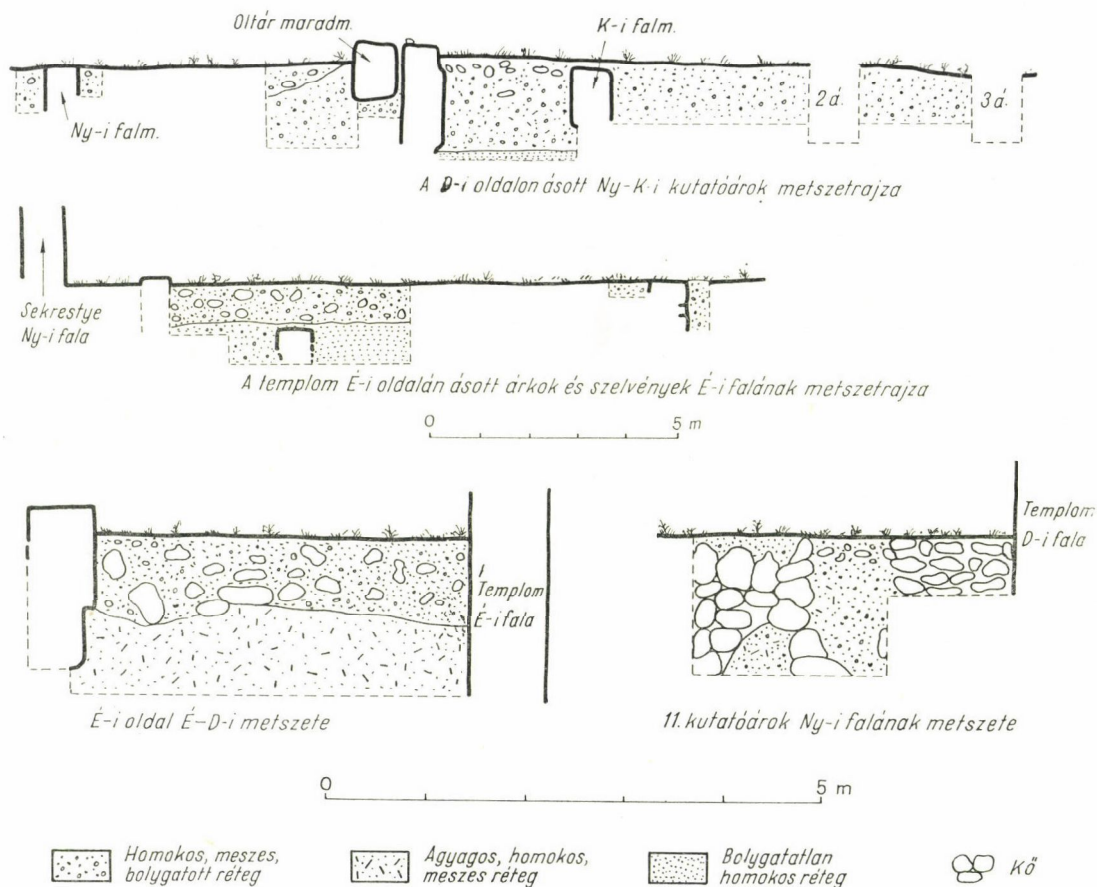 Oltár maradm.
K-i falm.
Ny-i falm.
2á.
3á.
A D-i oldalon ásott Ny-K-i kutatóárok metszetrajza
Sekrestye
Ny-i fala
A templom É-i oldalán ásott árkok és szelvények É-i falának metszetrajza
0 5 m
Templom
É-i fala
Templom
D-i fala
É-i oldal É-D-i metszete
11. kutatóárok Ny-i falának metszete
0 5 m
Homokos, meszes,
bolygatott réteg
Agyagos, homokos,
meszes réteg
Bolygatatlan
homokos réteg
Kő